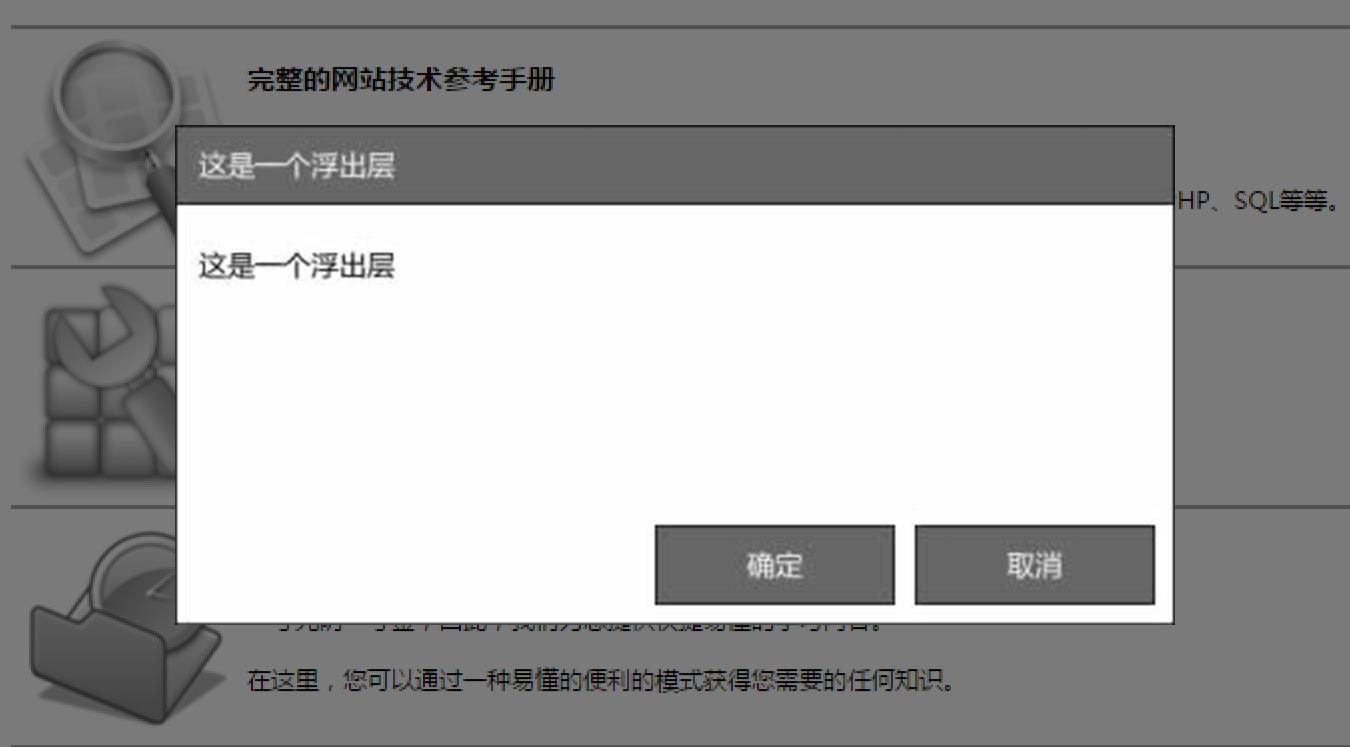 完整的网站技术参考手册
这是一个浮出层
HP、SQL等等。
这是一个浮出层
确定
取消
在这里，您可以通过一种易懂的便利的模式获得您需要的任何知识。